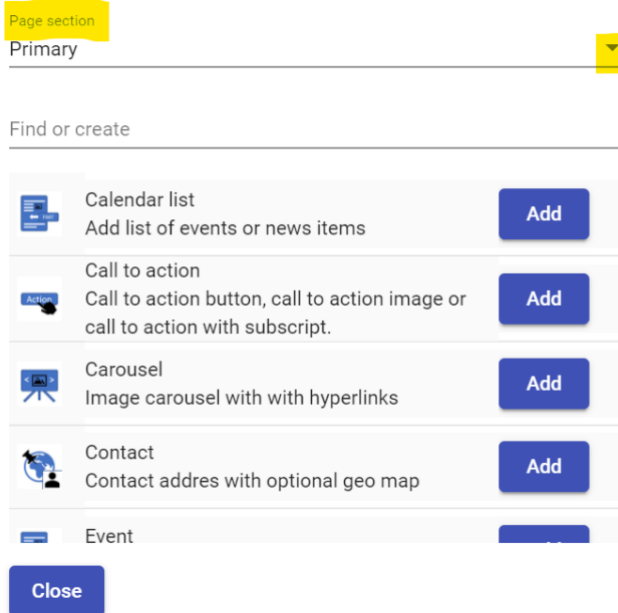 Page section
Primary
Find or create
Calendar list
Add list of events or news items
Add
Call to action
Action
Call to action button, call to action image or
call to action with subscript.
Add
Carousel
Image carousel with with hyperlinks
Add
Contact
Contact addres with optional geo map
Add
Event
Close